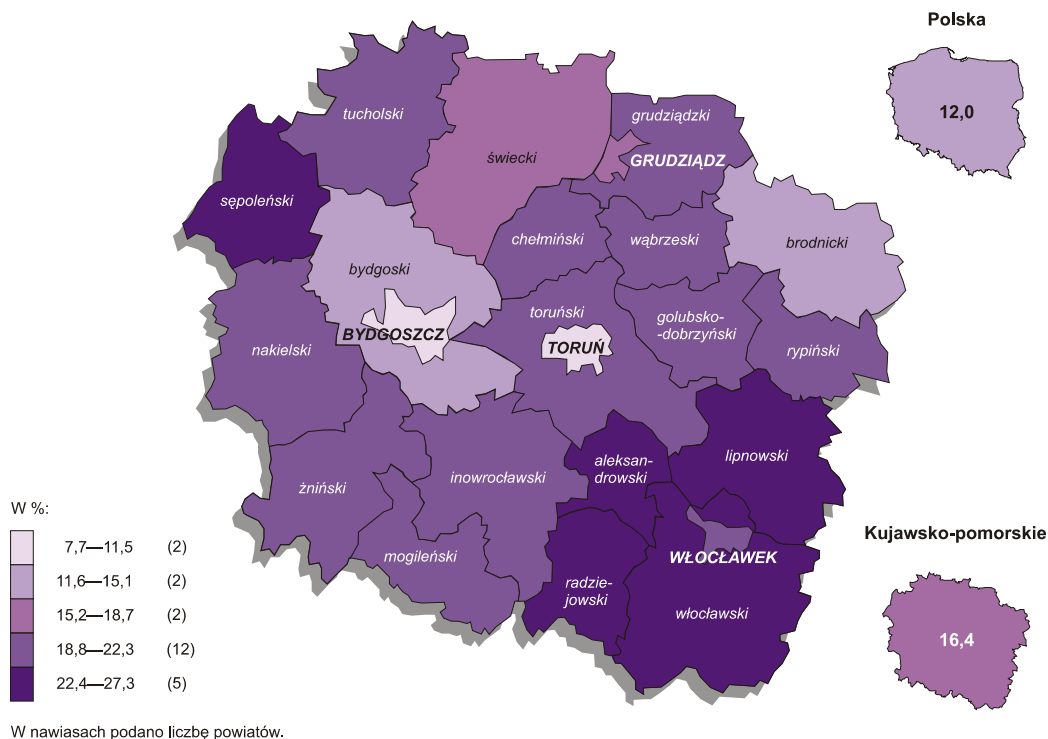 Polska
12,0
tucholski
grudziądzki
świecki
GRUDZIĄDZ
sępoleński
chełmiński
wąbrzeski
brodnicki
bydgoski
toruński
golubsko-
-dobrzyński
BYDGOSZCZ
TORUŃ
nakielski
rypiński
aleksan-
drowski
lipnowski
inowrocławski
żniński
mogileński
WŁOCŁAWEK
radzie-
jowski
włocławski
Kujawsko-pomorskie
16,4
W %:
7,7—11,5 (2)
11,6—15,1 (2)
15,2—18,7 (2)
18,8—22,3 (12)
22,4—27,3 (5)
W nawiasach podano liczbę powiatów.